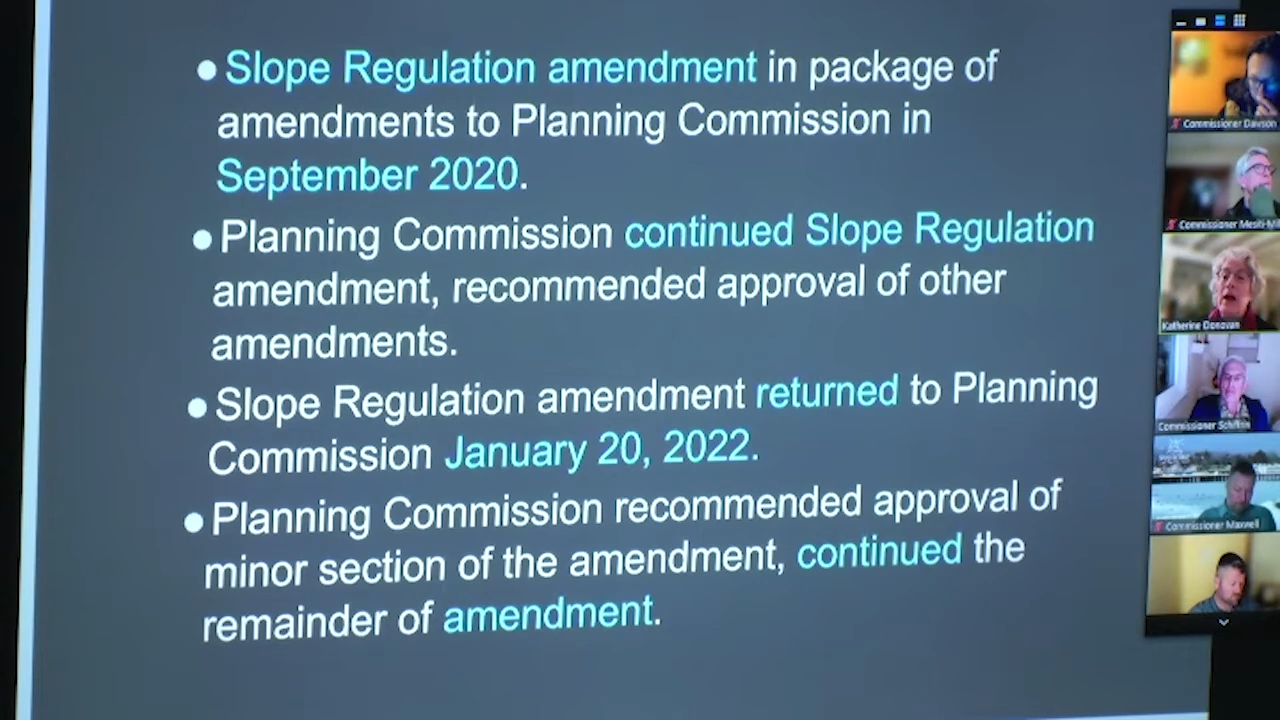 Slope Regulation amendment in package of
amendments to Planning Commission in
September 2020.
Planning Commission continued Slope Regulation
amendment, recommended approval of other
amendments.
Slope Regulation amendment returned to Planning
Commission January 20, 2022.
Planning Commission recommended approval of
minor section of the amendment, continued the
remainder of amendment.
Commissioner Dawson
Commissioner
Katherine Donovan
Commissioner Schiffrin
Commissioner Maxwell